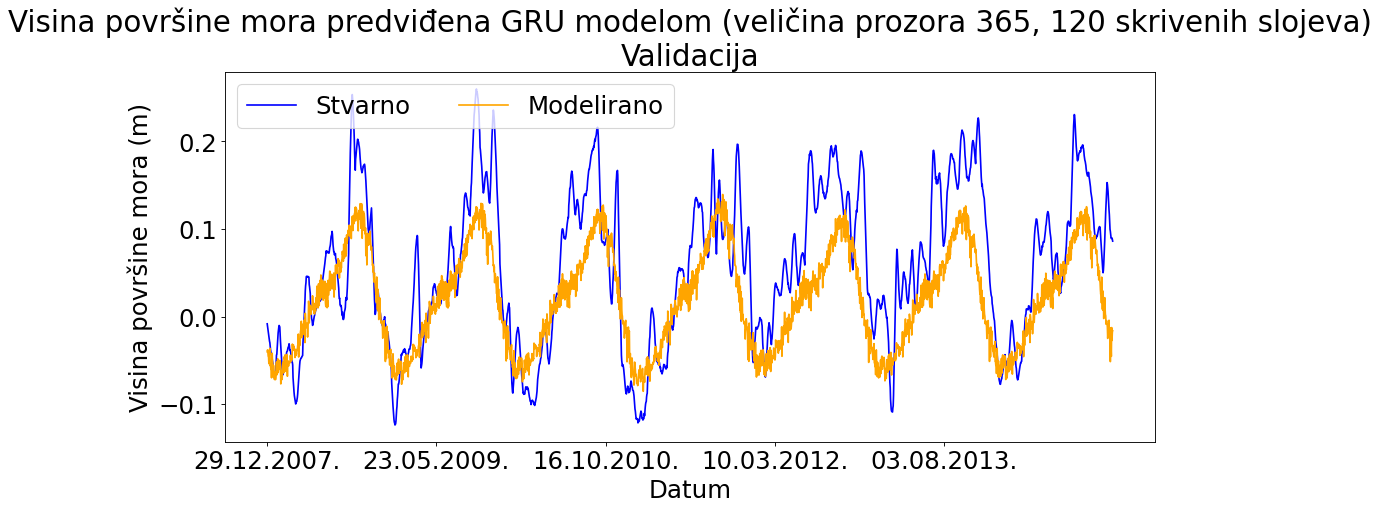 Visina površine mora predviđena GRU modelom (veličina prozora 365, 120 skrivenih slojeva)
Validacija
Stvarno
Modelirano
Visina površine mora (m)
0.2
0.1
0.0
−0.1
29.12.2007.
23.05.2009.
16.10.2010.
10.03.2012.
03.08.2013.
Datum